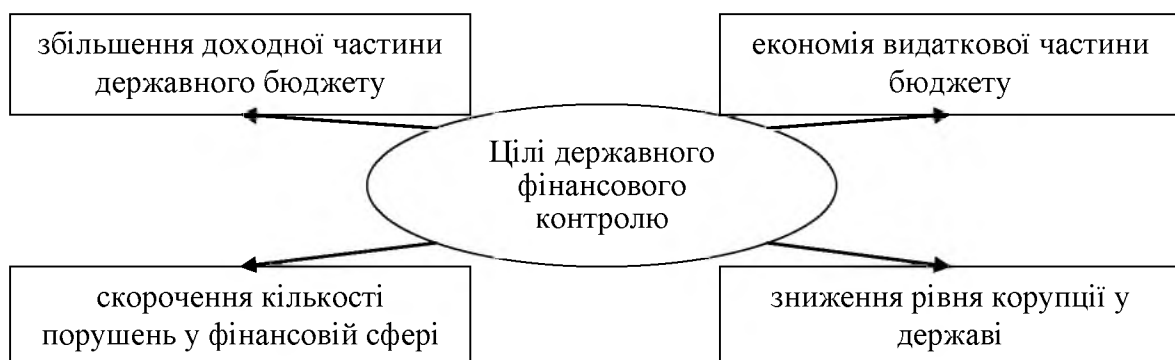 збільшення доходної частини
державного бюджету
економія видаткової частини
бюджету
Цілі державного
фінансового
контролю
скорочення кількості
порушень у фінансовій сфері
зниження рівня корупції у
державі